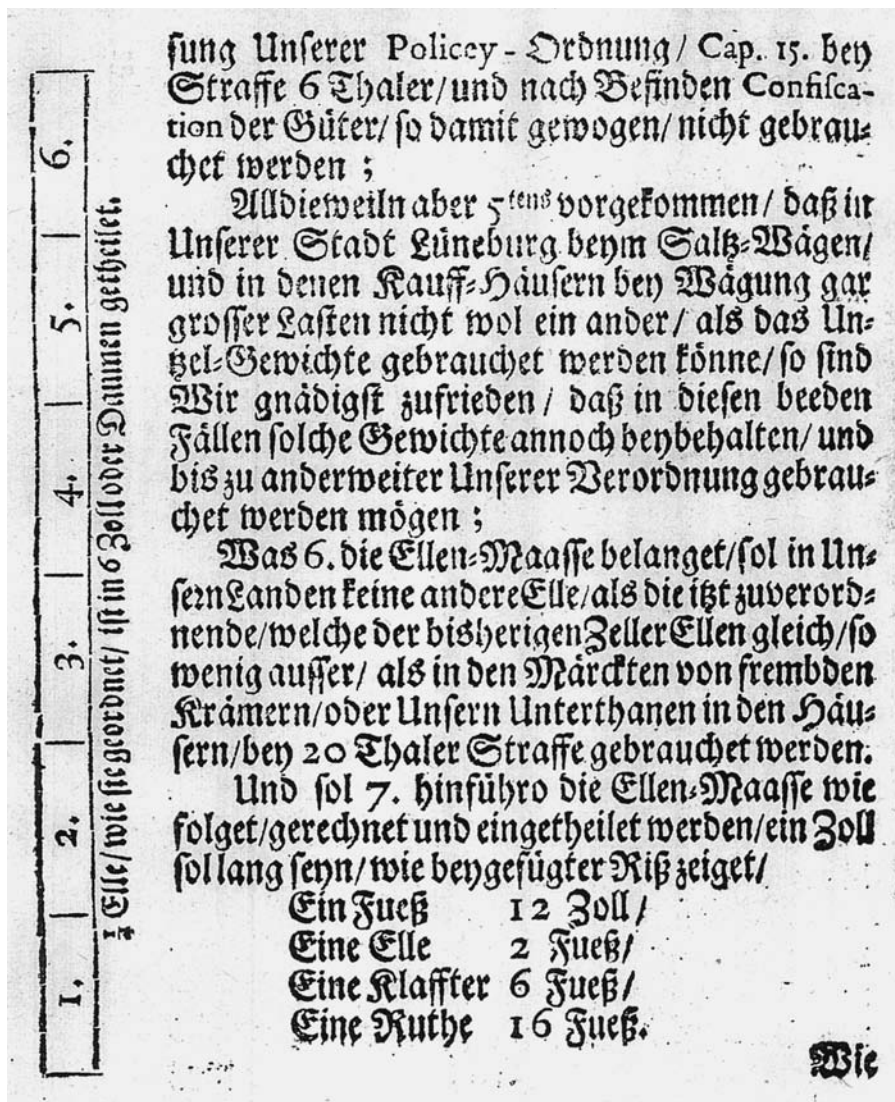 sung Unserer Policey-Ordnung/ Cap. 15. bey
Straffe 6 Thaler/ und nach Befinden Confisca-
tion der Güter/ so damit gewogen/ nicht gebrau-
chet werden ;
Alldieweiln aber 5tens vorgekommen/ daß in
Unserer Stadt Lüneburg beym Saltz-Wägen/
und in denen Kauff-Häusern bey Wägung gar
grosser Lasten nicht wol ein ander/ als das Un-
tzel-Gewichte gebrauchet werden könne/ so sind
Wir gnädigst zufrieden/ daß in diesen beeden
Fällen solche Gewichte annoch beybehalten/ und
bis zu anderweiter Unserer Verordnung gebrau-
chet werden mögen ;
Was 6. die Ellen-Maasse belanget/ sol in Un-
sern Landen keine andere Elle/ als die itzt zuverord-
nende/ welche der bisherigen Zeller Ellen gleich/ so
wenig ausser/ als in den Märckten von frembden
Krämern/ oder Unsern Unterthanen in den Häu-
sern/ bey 20 Thaler Straffe gebrauchet werden.
Und sol 7. hinführo die Ellen-Maasse wie
folget/ gerechnet und eingetheilet werden/ ein Zoll
sol lang seyn/ wie beygefügter Riß zeiget/
Ein Fueß 12 Zoll/
Eine Elle 2 Fueß/
Eine Klaffter 6 Fueß/
Eine Ruthe 16 Fueß.
Wie
1. 2. 3. 4. 5. 6.
¼ Elle/ wie sie geordnet/ ist in 6 Zoll oder Daumen getheilet.